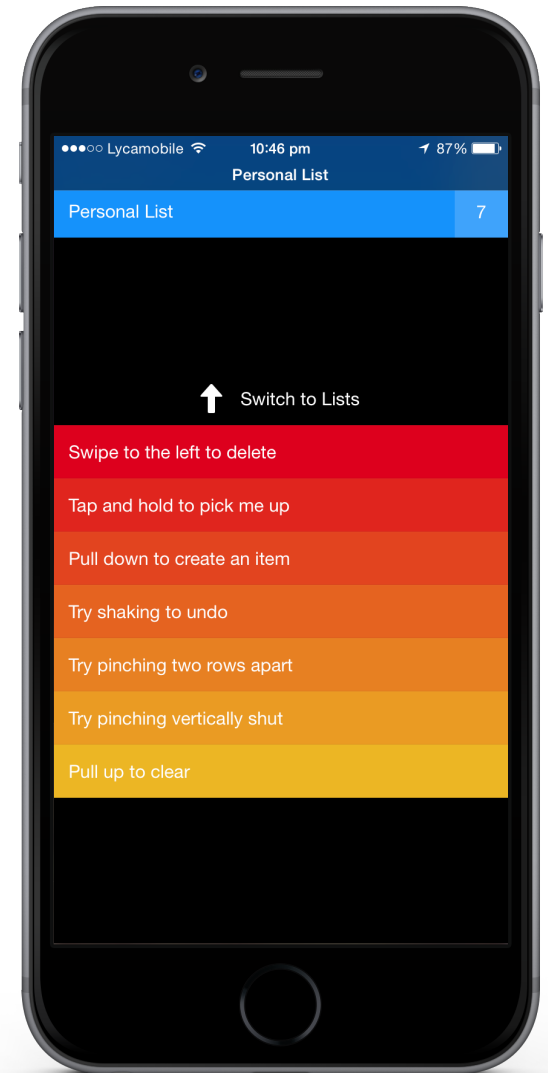 Lycamobile 10:46 pm 87%
Personal List
Personal List 7
Switch to Lists
Swipe to the left to delete
Tap and hold to pick me up
Pull down to create an item
Try shaking to undo
Try pinching two rows apart
Try pinching vertically shut
Pull up to clear